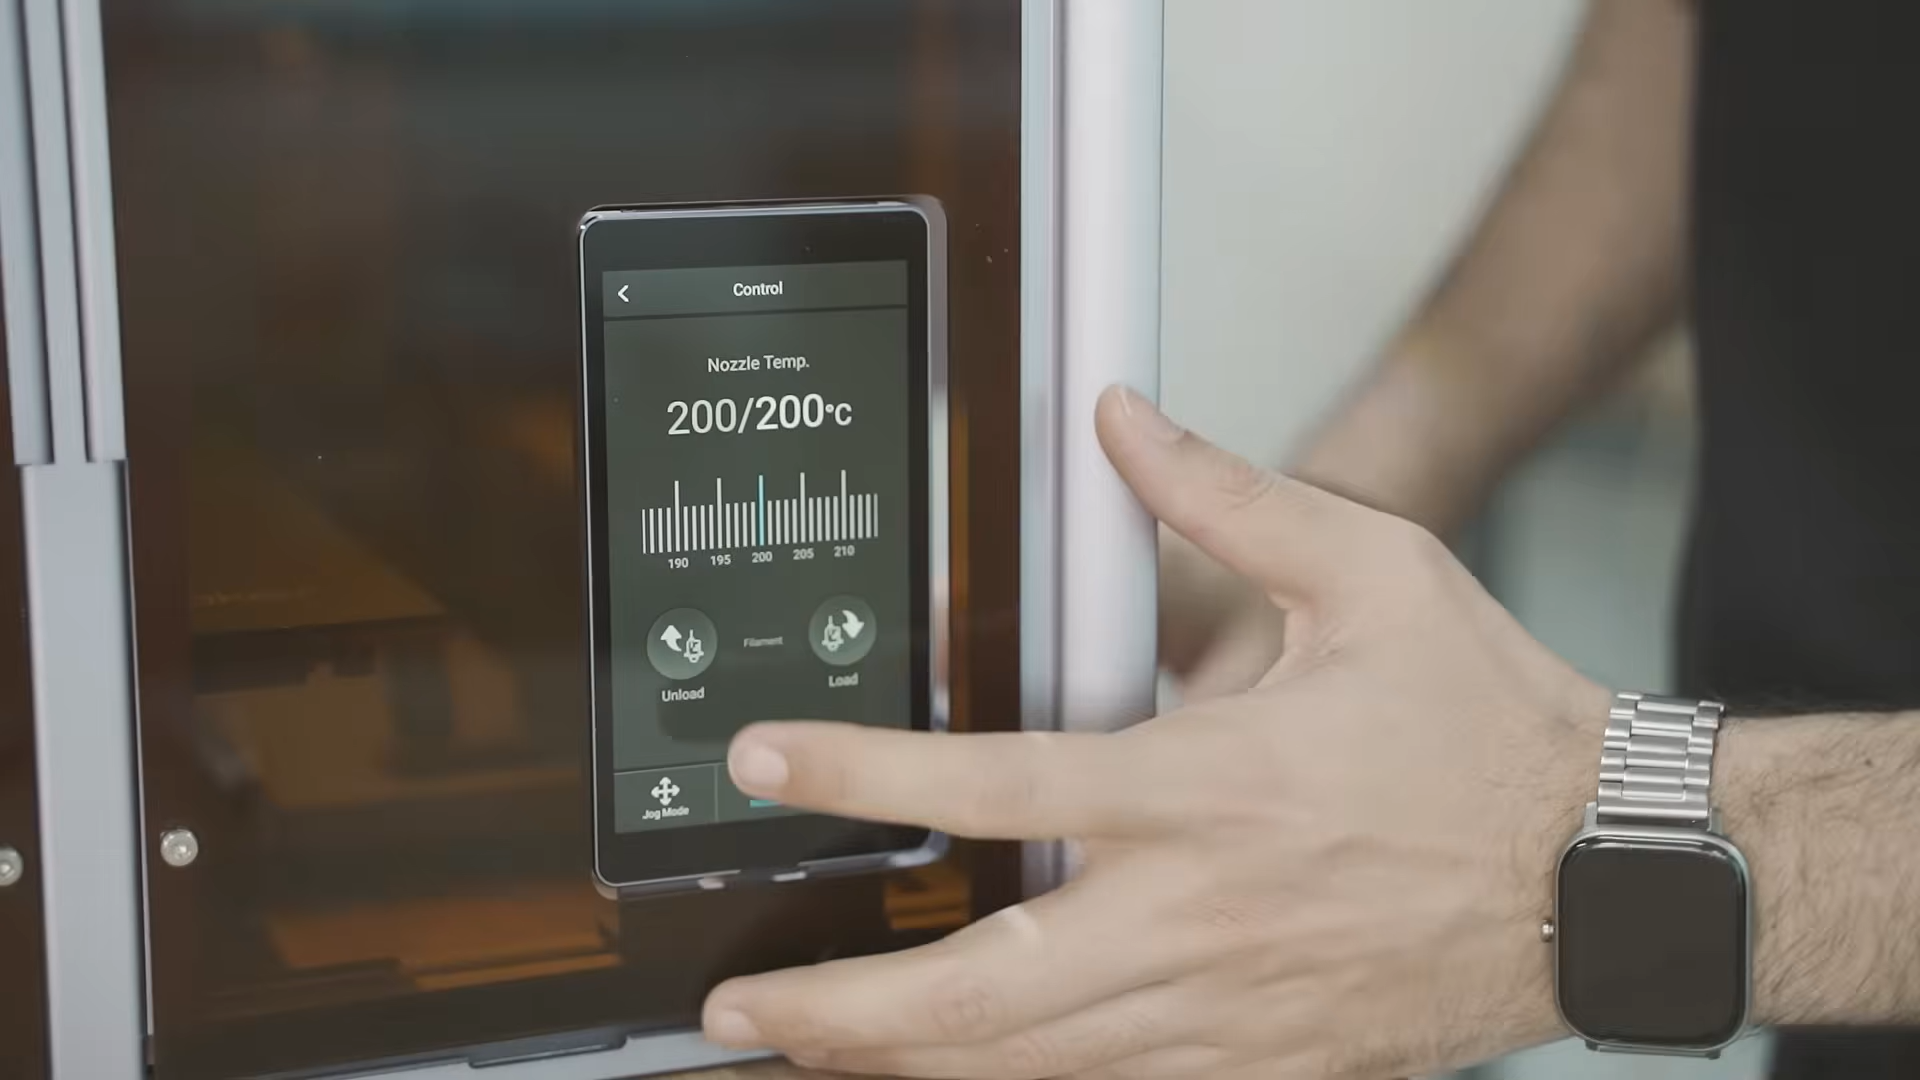 Control
Nozzle Temp.
200/200°C
190 195 200 205 210
Filament
Unload
Load
Jog Mode